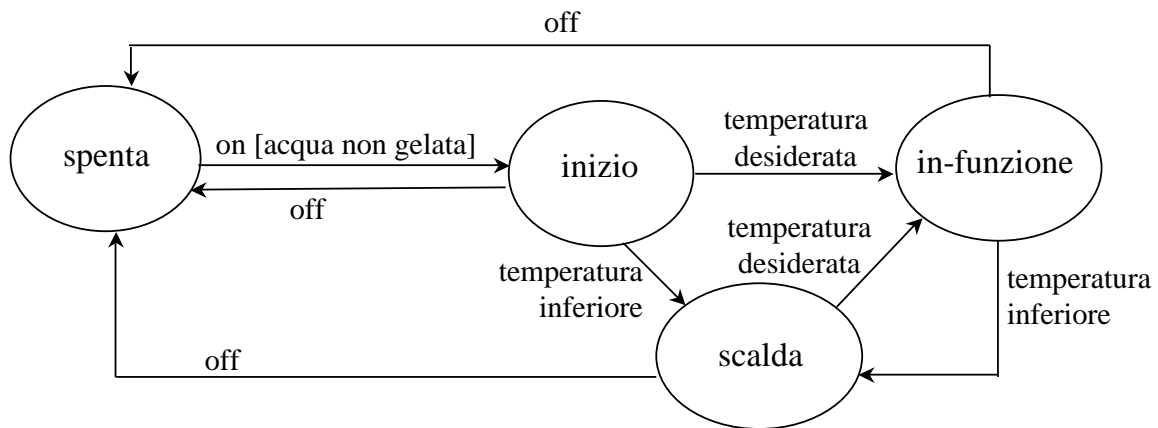 off
spenta
on [acqua non gelata]
off
inizio
temperatura
desiderata
in-funzione
temperatura
desiderata
temperatura
inferiore
temperatura
inferiore
scalda
off